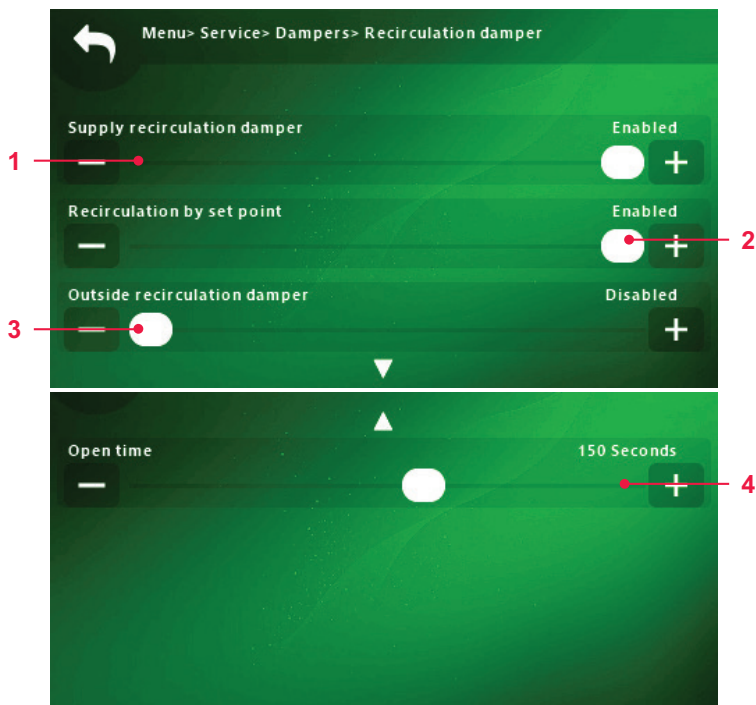 Menu> Service> Dampers> Recirculation damper
Supply recirculation damper Enabled
1
Recirculation by set point Enabled
2
Outside recirculation damper Disabled
3
Open time 150 Seconds
4